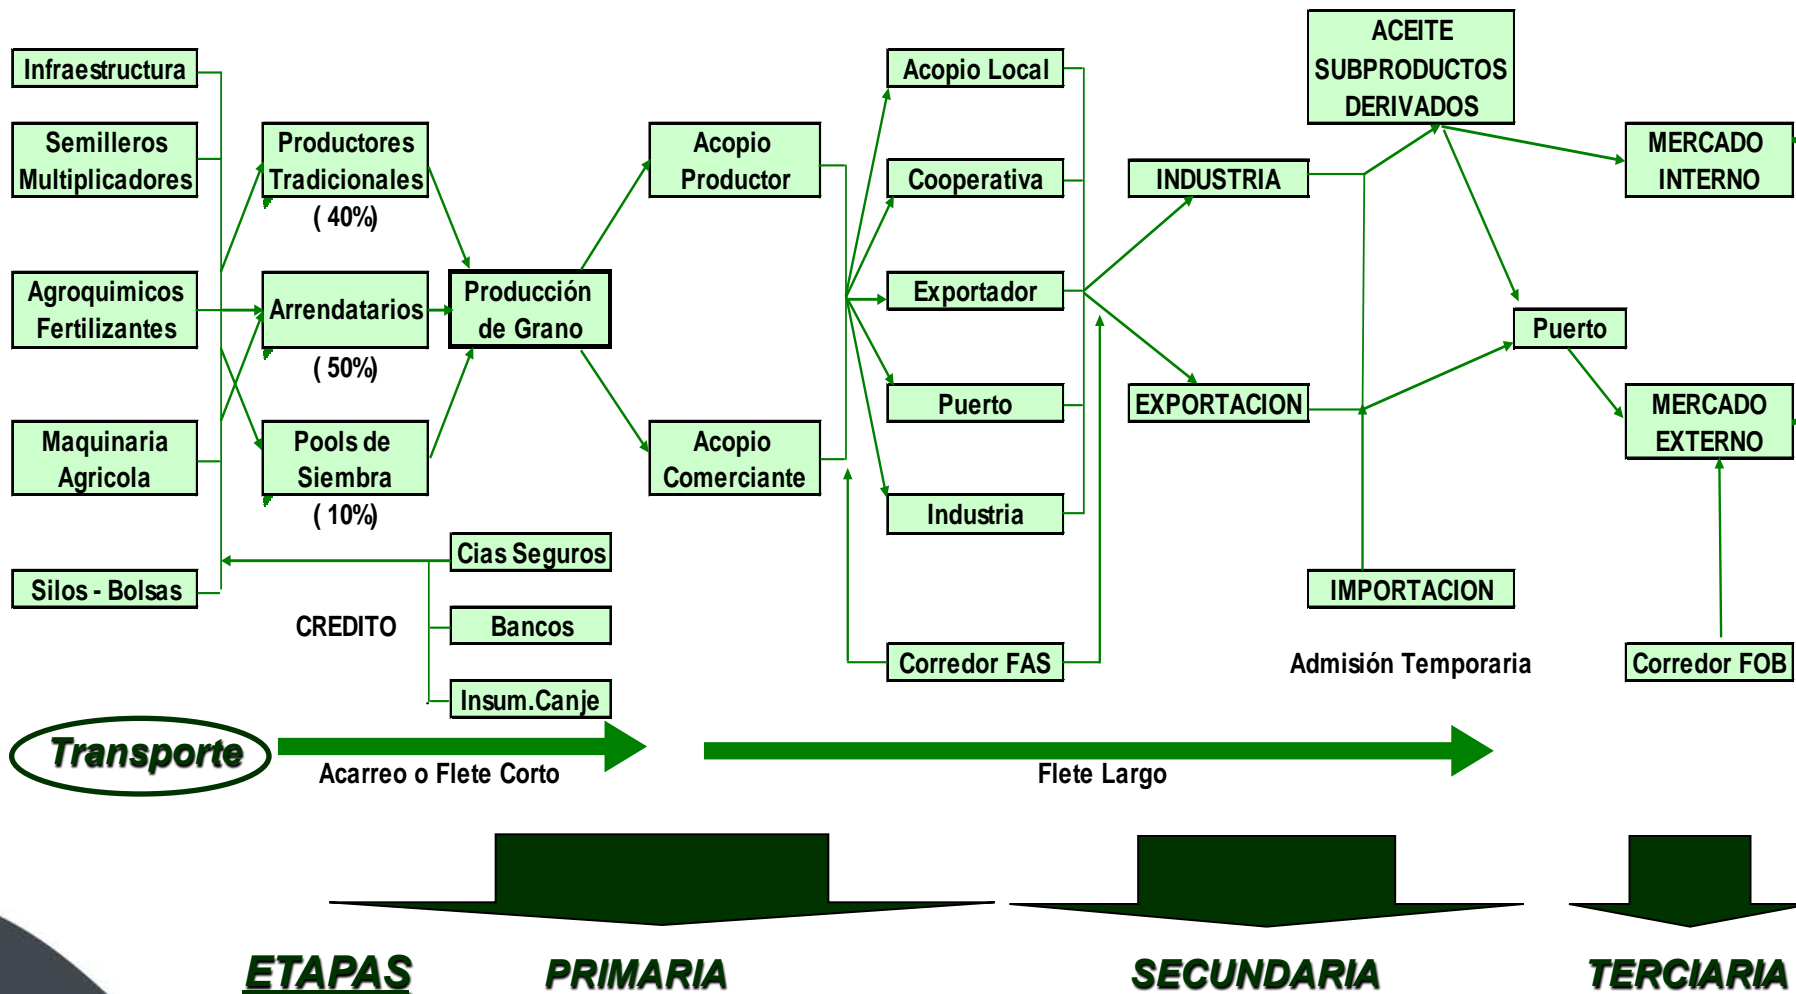 Infraestructura
Semilleros
Multiplicadores
Agroquimicos
Fertilizantes
Maquinaria
Agricola
Silos - Bolsas
Productores
Tradicionales
( 40%)
Arrendatarios
( 50%)
Pools de
Siembra
( 10%)
CREDITO
Producción
de Grano
Cias Seguros
Bancos
Insum.Canje
Acopio
Productor
Acopio
Comerciante
Acopio Local
Cooperativa
Exportador
Puerto
Industria
Corredor FAS
INDUSTRIA
EXPORTACION
ACEITE
SUBPRODUCTOS
DERIVADOS
IMPORTACION
Admisión Temporaria
Puerto
MERCADO
INTERNO
MERCADO
EXTERNO
Corredor FOB
Transporte
Acarreo o Flete Corto
Flete Largo
ETAPAS
PRIMARIA
SECUNDARIA
TERCIARIA